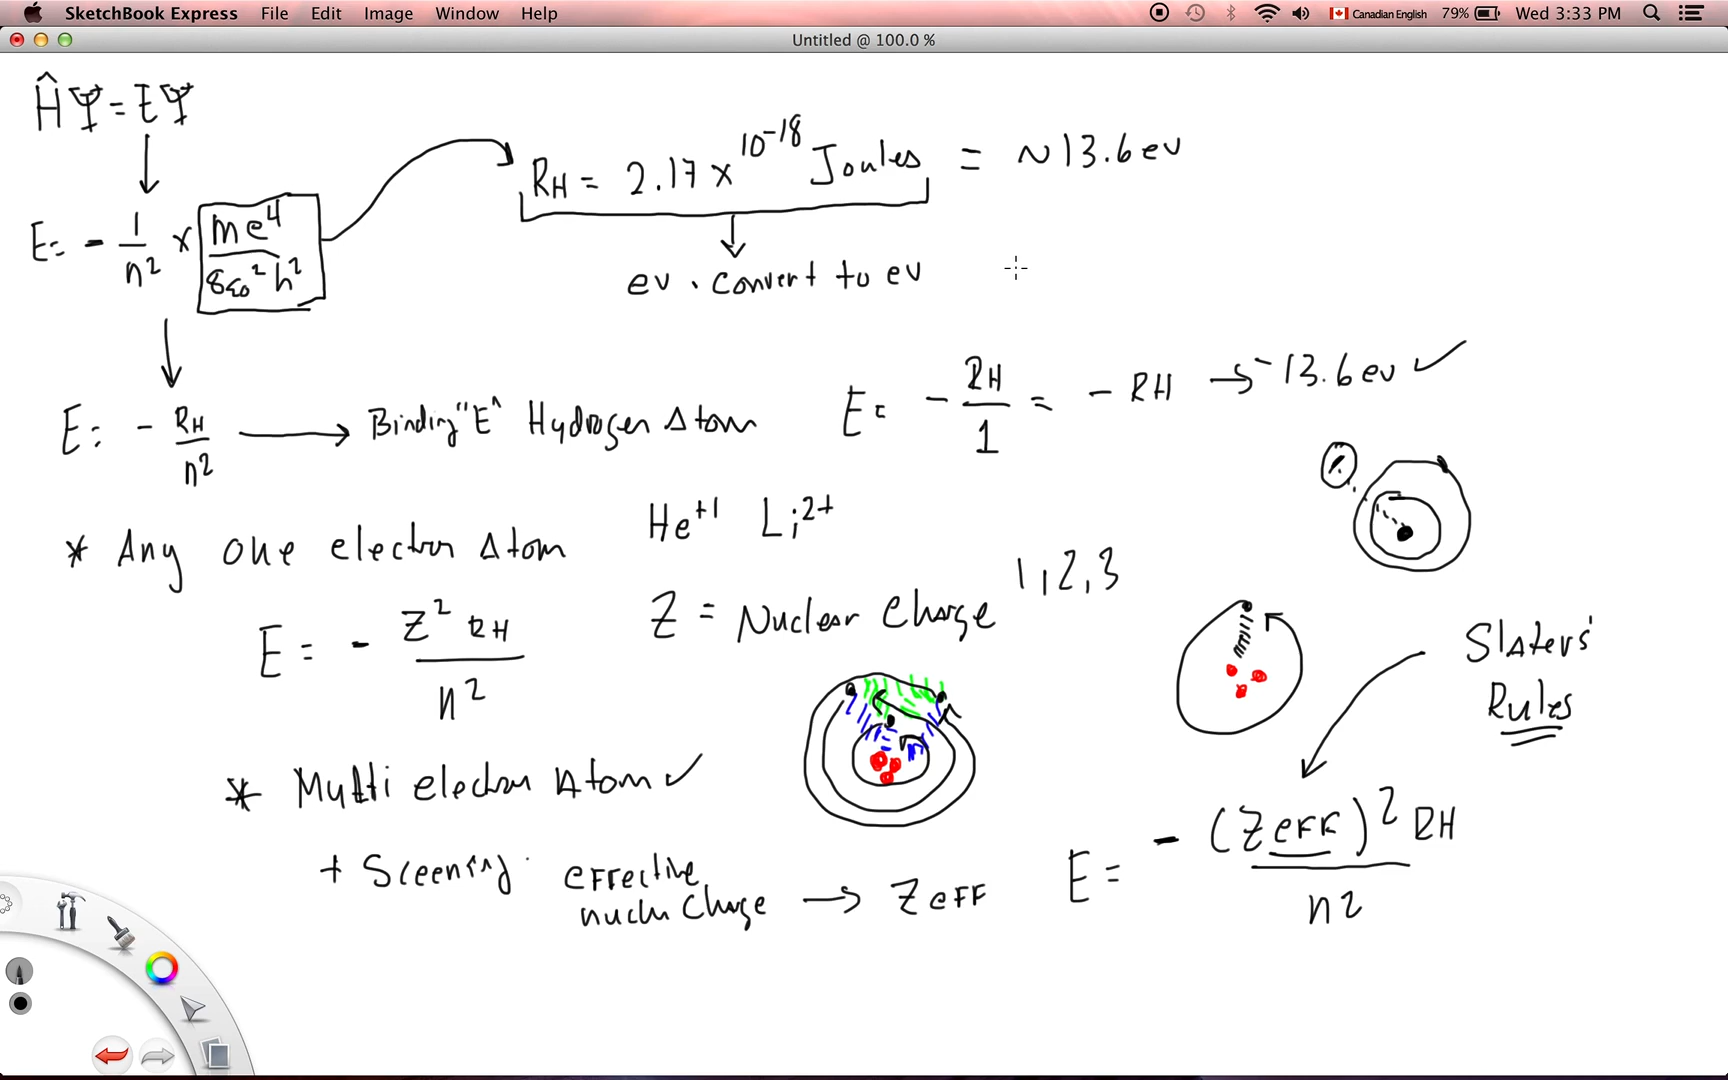 SketchBook Express File Edit Image Window Help Canadian English 79% Wed 3:33 PM
Untitled @ 100.0 %
ĤΨ=EΨ
RH = 2.17 x 10^-18 Joules = ~13.6 ev
E= - 1/n² x me⁴/8ε₀²h²
ev . convert to ev
E= - RH/n² → Binding "E" Hydrogen Atom
E= - RH/1 = - RH → -13.6 ev ✓
* Any one electron Atom
He⁺¹ Li²⁺
E= - Z² RH/n²
Z = Nuclear Charge 1,2,3
Slaters'
Rules
* Multi electron Atom ✓
+ Sceening. effective
nuclr Charge → Zeff
E= - (Zeff)² RH/n2